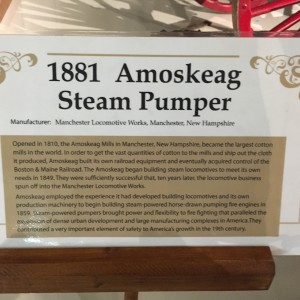 1881 Amoskeag
Steam Pumper
Manufacturer: Manchester Locomotive Works, Manchester, New Hampshire
Opened in 1810, the Amoskeag Mills in Manchester, New Hampshire, became the largest cotton
mills in the world. In order to get the vast quantities of cotton to the mills and ship out the cloth
it produced, Amoskeag built its own railroad equipment and eventually acquired control of the
Boston & Maine Railroad. The Amoskeag began building steam locomotives to meet its own
needs in 1849. They were sufficiently successful that, ten years later, the locomotive business
spun off into the Manchester Locomotive Works.
Amoskeag employed the experience it had developed building locomotives and its own
production machinery to begin building steam-powered horse-drawn pumping fire engines in
1859. Steam-powered pumpers brought power and flexibility to fire fighting that paralleled the
expansion of dense urban development and large manufacturing complexes in America. They
contributed a very important element of safety to America's growth in the 19th century.